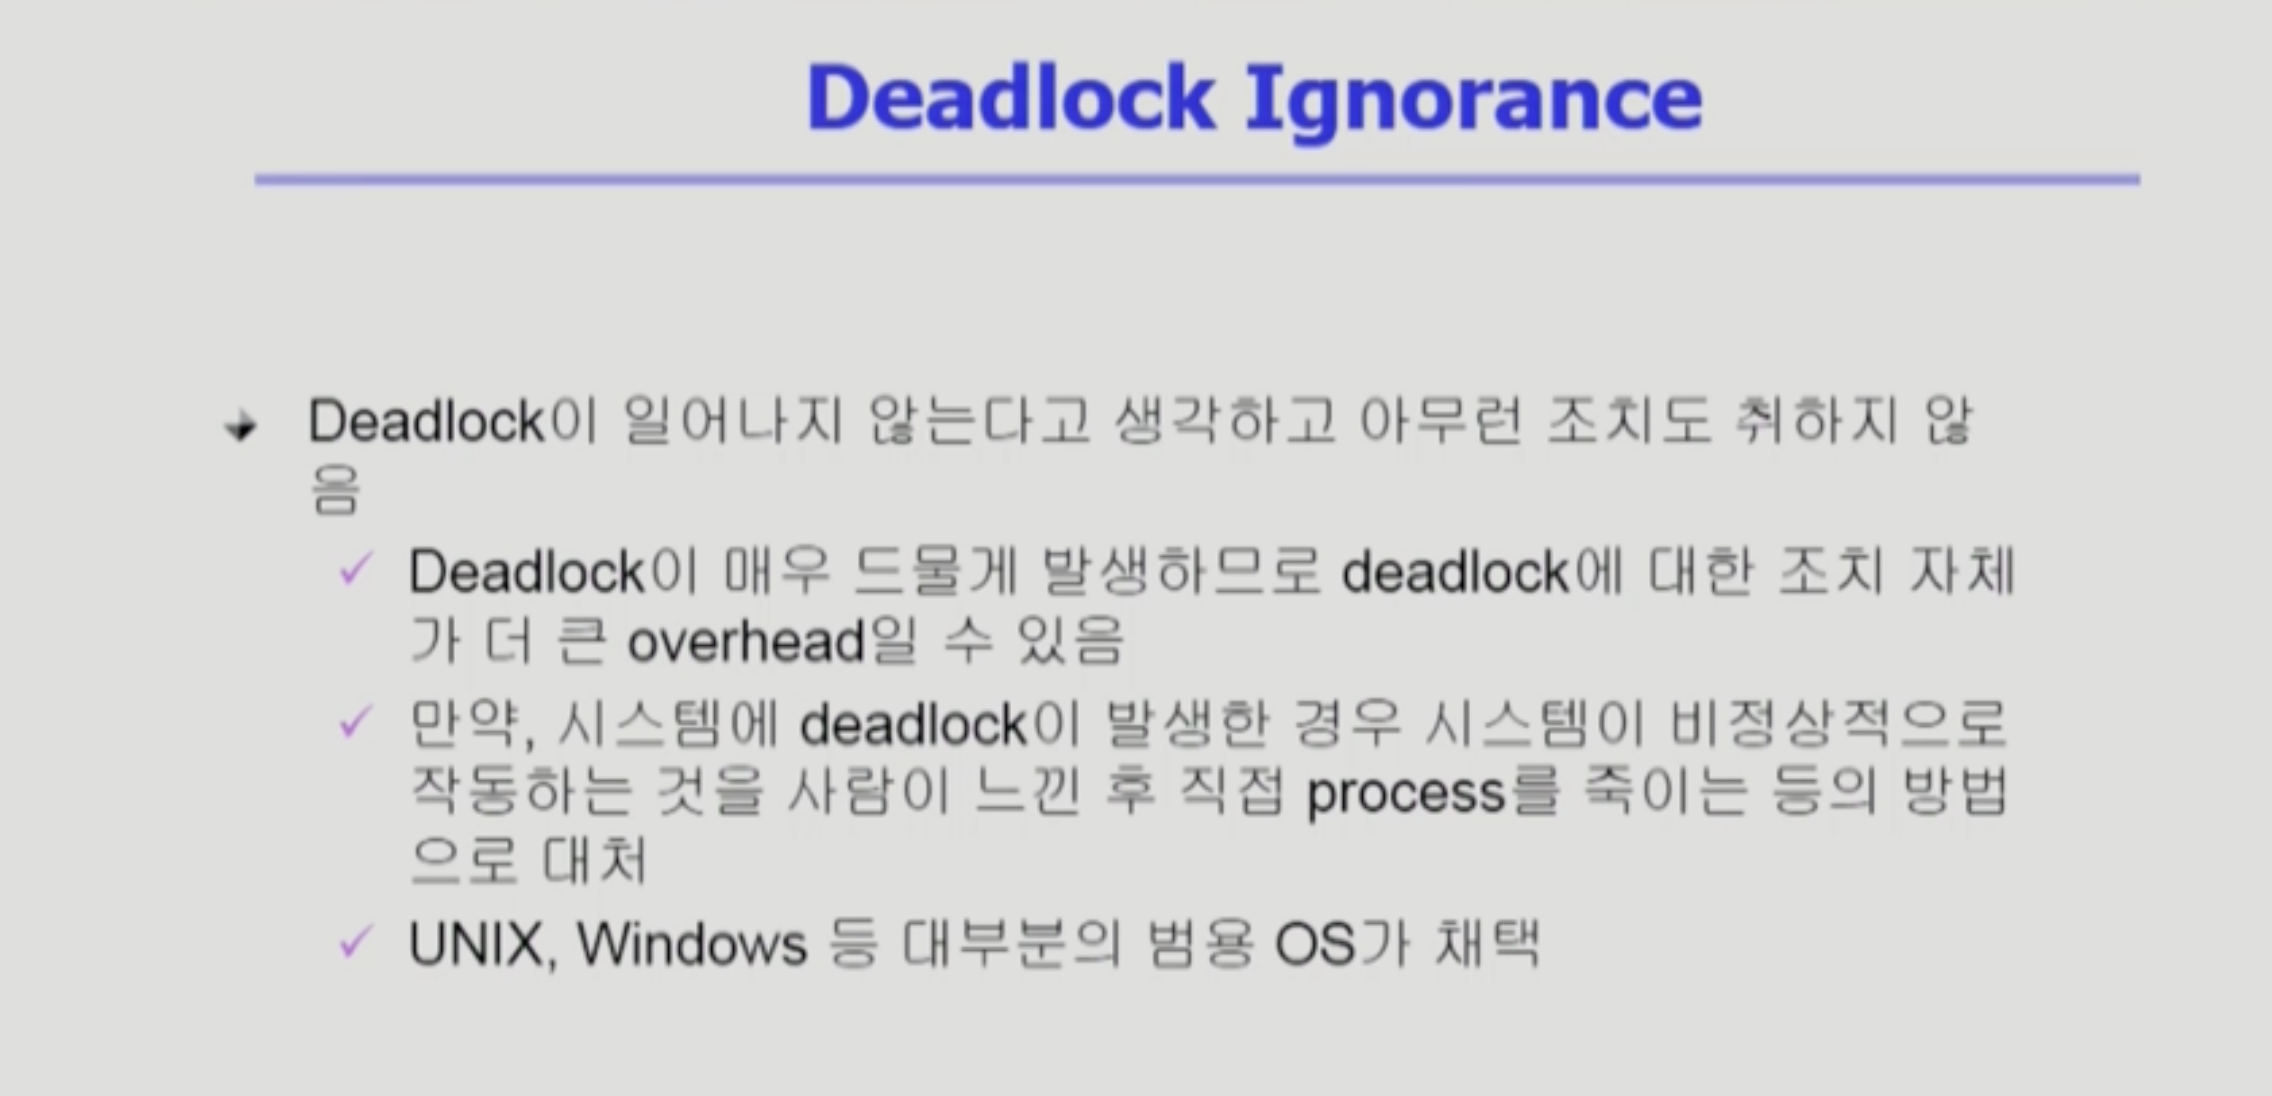 Deadlock Ignorance
Deadlock이 일어나지 않는다고 생각하고 아무런 조치도 취하지 않
음
Deadlock이 매우 드물게 발생하므로 deadlock에 대한 조치 자체
가 더 큰 overhead일 수 있음
만약, 시스템에 deadlock이 발생한 경우 시스템이 비정상적으로
작동하는 것을 사람이 느낀 후 직접 process를 죽이는 등의 방법
으로 대처
UNIX, Windows 등 대부분의 범용 OS가 채택